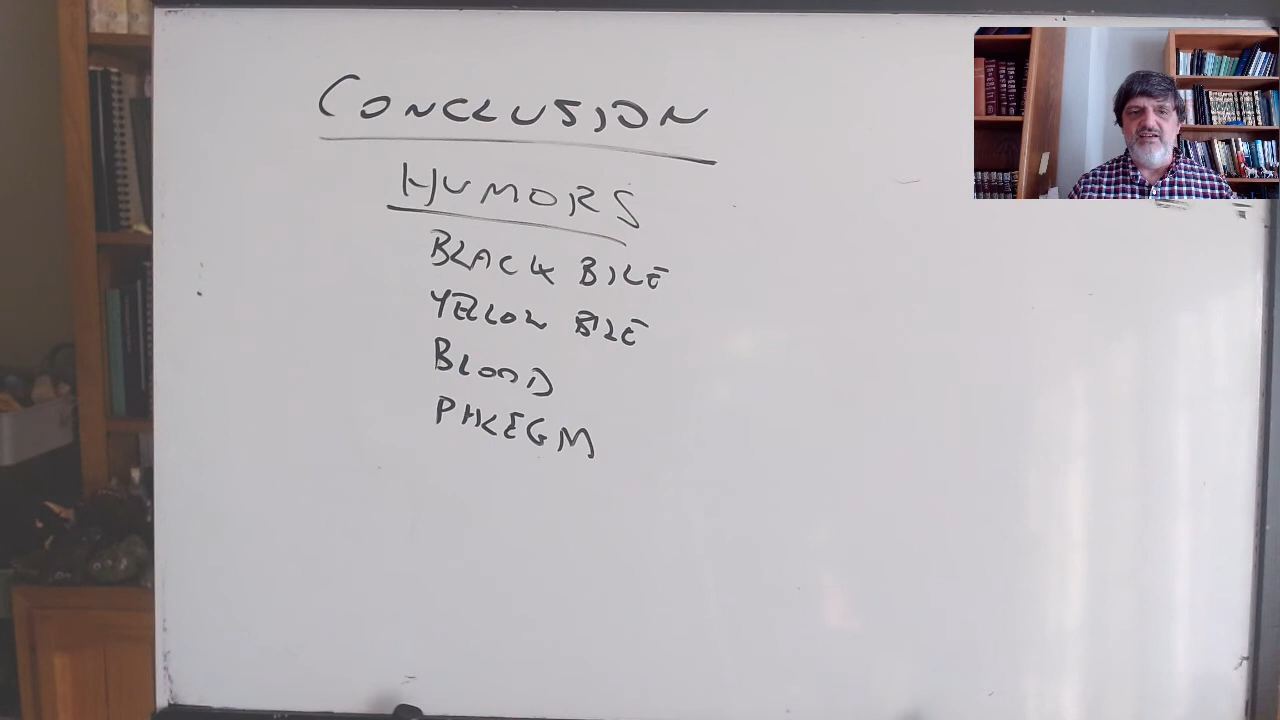 CONCLUSION
HUMORS
BLACK BILE
YELLOW BILE
BLOOD
PHLEGM